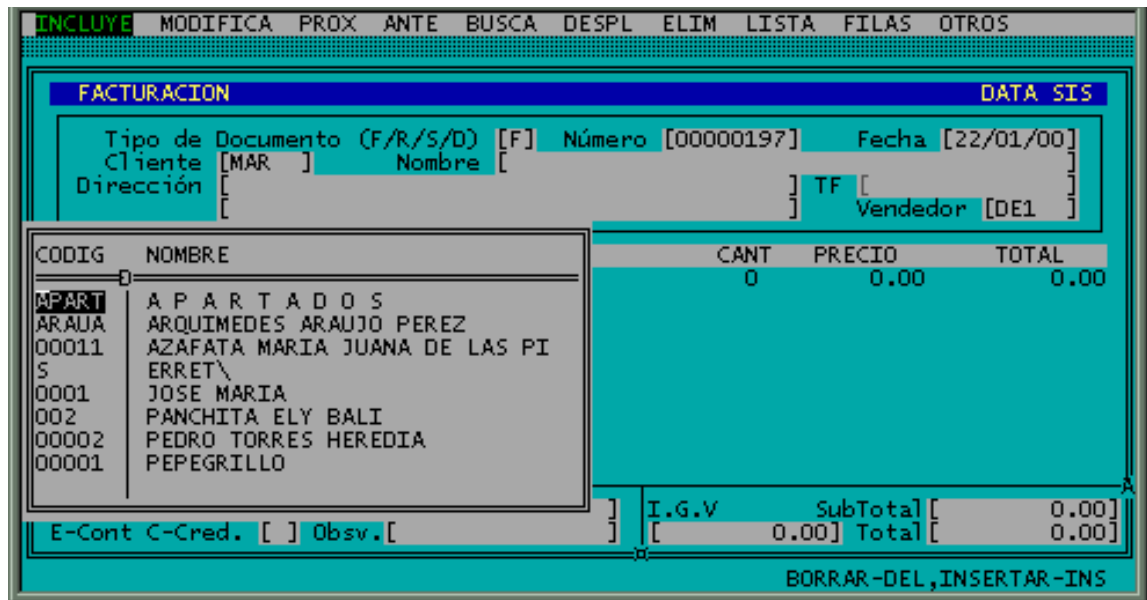 INCLUYE MODIFICA PROX ANTE BUSCA DESPL ELIM LISTA FILAS OTROS
FACTURACION DATA SIS
Tipo de Documento (F/R/S/D) [F] Número [00000197] Fecha [22/01/00]
Cliente [MAR ] Nombre [ ]
Dirección [ ] TF [ ]
[ ] Vendedor [DE1 ]
CODIG NOMBRE CANT PRECIO TOTAL
0 0.00 0.00
APART A P A R T A D O S
ARAUA ARQUIMEDES ARAUJO PEREZ
00011 AZAFATA MARIA JUANA DE LAS PI
S ERRET\
0001 JOSE MARIA
002 PANCHITA ELY BALI
00002 PEDRO TORRES HEREDIA
00001 PEPEGRILLO
] I.G.V SubTotal[ 0.00]
E-Cont C-Cred. [ ] Obsv.[ ] [ 0.00] Total[ 0.00]
BORRAR-DEL,INSERTAR-INS